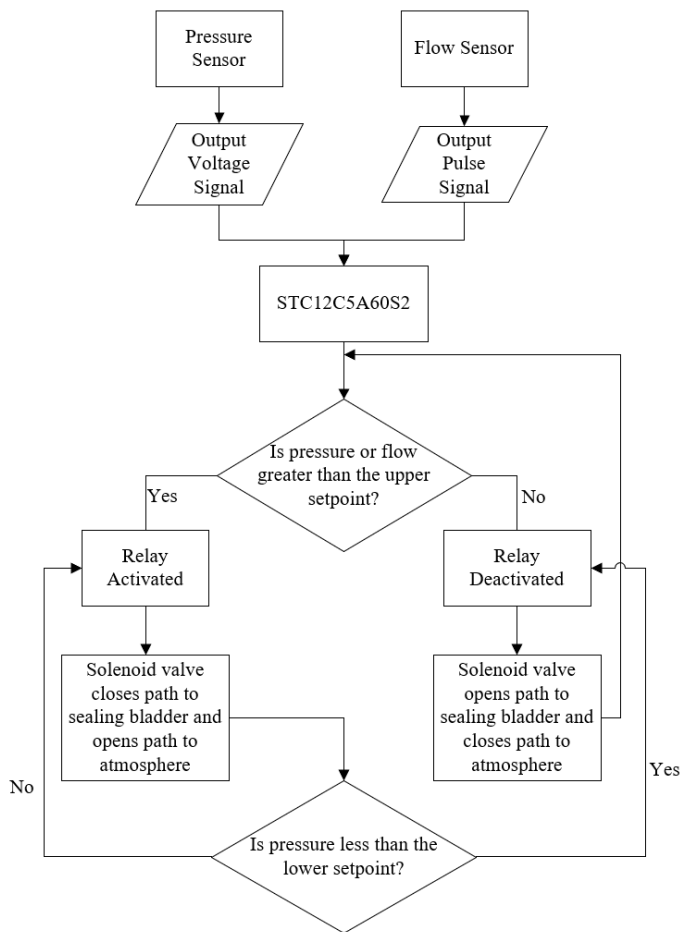 Pressure
Sensor
Flow Sensor
Output
Voltage
Signal
Output
Pulse
Signal
STC12C5A60S2
Is pressure or flow
greater than the upper
setpoint?
Yes
No
Relay
Activated
Relay
Deactivated
Solenoid valve
closes path to
sealing bladder and
opens path to
atmosphere
Solenoid valve
opens path to
sealing bladder and
closes path to
atmosphere
No
Yes
Is pressure less than the
lower setpoint?